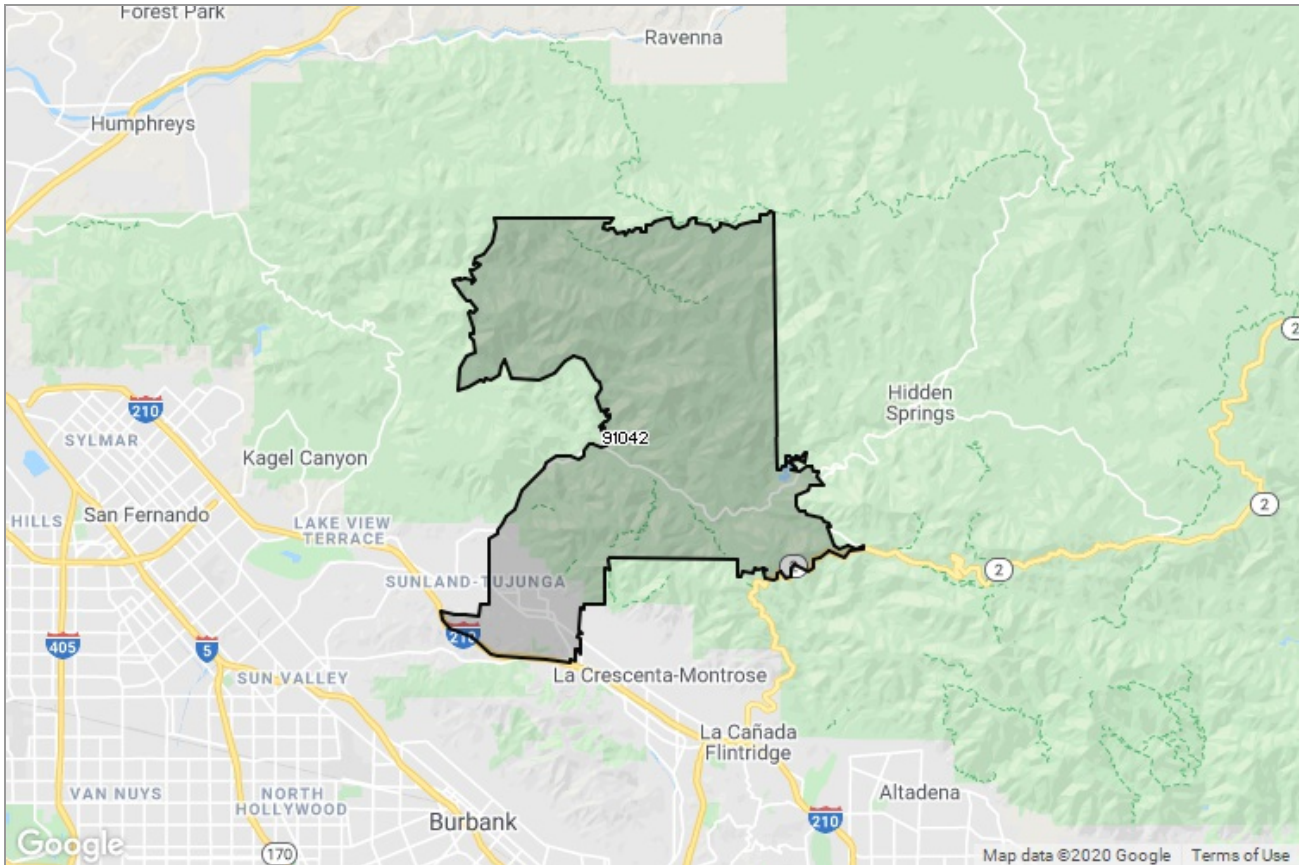 Forest Park
Ravenna
Humphreys
2
Hidden
Springs
210
SYLMAR
91042
Kagel Canyon
HILLS
San Fernando
LAKE VIEW
TERRACE
2
2
SUNLAND-TUJUNGA
210
405
5
SUN VALLEY
La Crescenta-Montrose
La Cañada
Flintridge
VAN NUYS
NORTH
HOLLYWOOD
Altadena
210
Burbank
Google
170
Map data ©2020 Google
Terms of Use